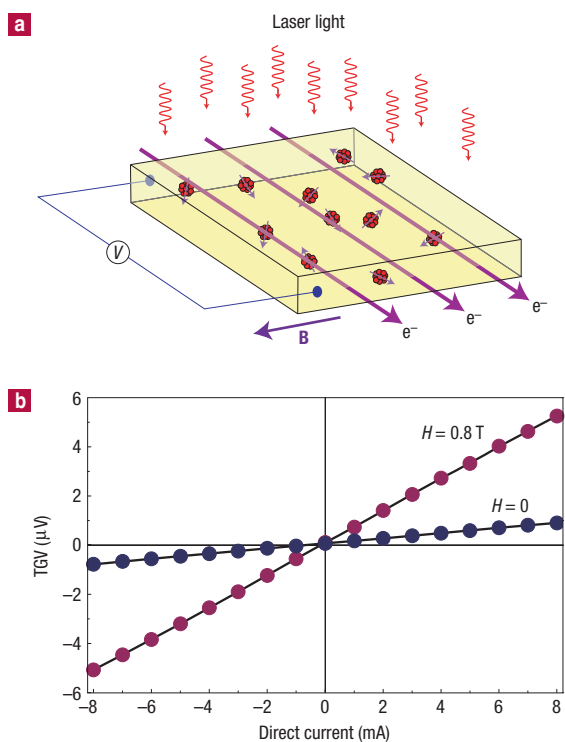 a
Laser light
V
B
e⁻
e⁻
e⁻
b
6
4
2
0
−2
−4
−6
TGV (μV)
H = 0.8 T
H = 0
−8 −6 −4 −2 0 2 4 6 8
Direct current (mA)